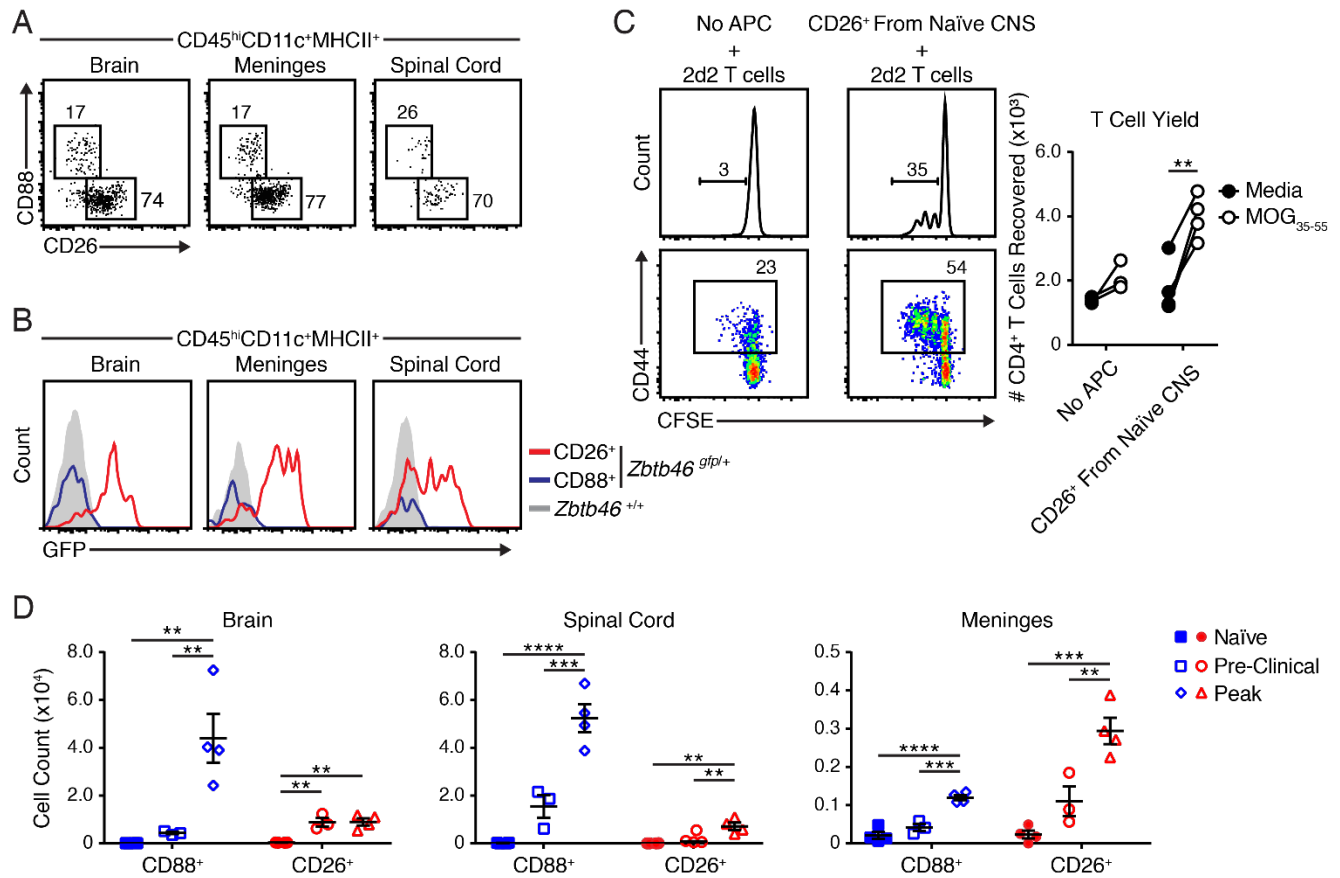 A
CD45ʰⁱCD11c⁺MHCII⁺
Brain
Meninges
Spinal Cord
17
74
17
77
26
70
CD88
CD26
B
CD45ʰⁱCD11c⁺MHCII⁺
Brain
Meninges
Spinal Cord
Count
GFP
CD26⁺
CD88⁺
Zbtb46 ᵍᶠᵖ/⁺
Zbtb46 ⁺/⁺
C
No APC
+
2d2 T cells
CD26⁺ From Naïve CNS
+
2d2 T cells
Count
3
35
CD44
23
54
CFSE
T Cell Yield
# CD4⁺ T Cells Recovered (x10³)
6.0
4.0
2.0
0
**
Media
MOG₃₅₋₅₅
No APC
CD26⁺ From Naïve CNS
D
Brain
Cell Count (x10⁴)
8.0
6.0
4.0
2.0
0
**
**
**
**
CD88⁺
CD26⁺
Spinal Cord
8.0
6.0
4.0
2.0
0
****
***
**
**
CD88⁺
CD26⁺
Meninges
0.5
0.4
0.3
0.2
0.1
0
****
***
***
**
CD88⁺
CD26⁺
Naïve
Pre-Clinical
Peak